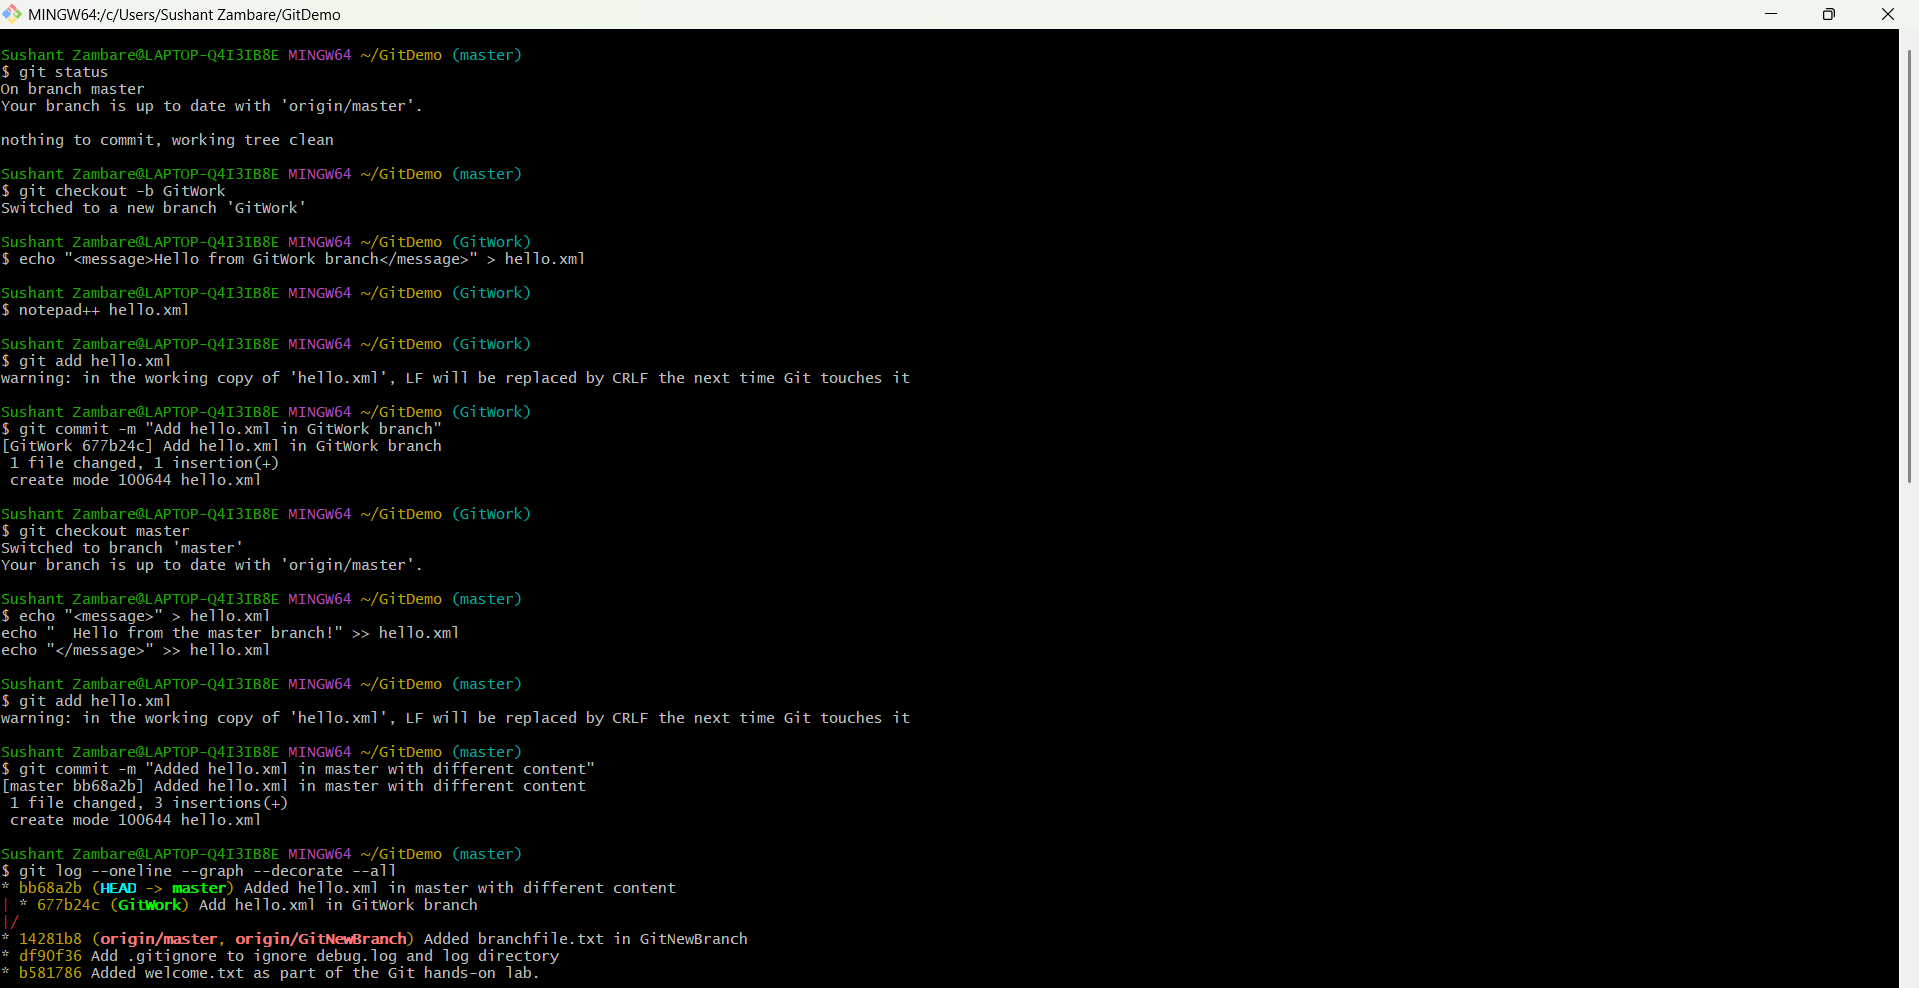 MINGW64:/c/Users/Sushant Zambare/GitDemo
Sushant Zambare@LAPTOP-Q4I3IB8E MINGW64 ~/GitDemo (master)
$ git status
On branch master
Your branch is up to date with 'origin/master'.
nothing to commit, working tree clean
Sushant Zambare@LAPTOP-Q4I3IB8E MINGW64 ~/GitDemo (master)
$ git checkout -b GitWork
Switched to a new branch 'GitWork'
Sushant Zambare@LAPTOP-Q4I3IB8E MINGW64 ~/GitDemo (GitWork)
$ echo "<message>Hello from GitWork branch</message>" > hello.xml
Sushant Zambare@LAPTOP-Q4I3IB8E MINGW64 ~/GitDemo (GitWork)
$ notepad++ hello.xml
Sushant Zambare@LAPTOP-Q4I3IB8E MINGW64 ~/GitDemo (GitWork)
$ git add hello.xml
warning: in the working copy of 'hello.xml', LF will be replaced by CRLF the next time Git touches it
Sushant Zambare@LAPTOP-Q4I3IB8E MINGW64 ~/GitDemo (GitWork)
$ git commit -m "Add hello.xml in GitWork branch"
[GitWork 677b24c] Add hello.xml in GitWork branch
 1 file changed, 1 insertion(+)
 create mode 100644 hello.xml
Sushant Zambare@LAPTOP-Q4I3IB8E MINGW64 ~/GitDemo (GitWork)
$ git checkout master
Switched to branch 'master'
Your branch is up to date with 'origin/master'.
Sushant Zambare@LAPTOP-Q4I3IB8E MINGW64 ~/GitDemo (master)
$ echo "<message>" > hello.xml
echo "  Hello from the master branch!" >> hello.xml
echo "</message>" >> hello.xml
Sushant Zambare@LAPTOP-Q4I3IB8E MINGW64 ~/GitDemo (master)
$ git add hello.xml
warning: in the working copy of 'hello.xml', LF will be replaced by CRLF the next time Git touches it
Sushant Zambare@LAPTOP-Q4I3IB8E MINGW64 ~/GitDemo (master)
$ git commit -m "Added hello.xml in master with different content"
[master bb68a2b] Added hello.xml in master with different content
 1 file changed, 3 insertions(+)
 create mode 100644 hello.xml
Sushant Zambare@LAPTOP-Q4I3IB8E MINGW64 ~/GitDemo (master)
$ git log --oneline --graph --decorate --all
* bb68a2b (HEAD -> master) Added hello.xml in master with different content
| * 677b24c (GitWork) Add hello.xml in GitWork branch
|/
* 14281b8 (origin/master, origin/GitNewBranch) Added branchfile.txt in GitNewBranch
* df90f36 Add .gitignore to ignore debug.log and log directory
* b581786 Added welcome.txt as part of the Git hands-on lab.